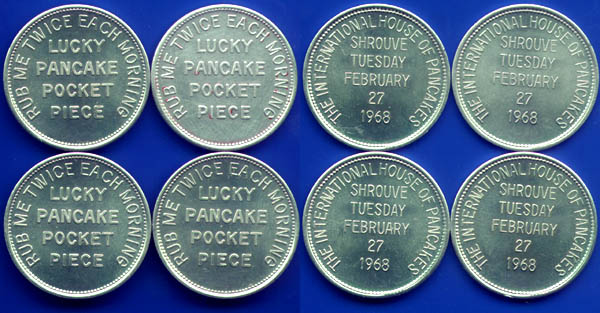 RUB ME TWICE EACH MORNING
LUCKY
PANCAKE
POCKET
PIECE
RUB ME TWICE EACH MORNING
LUCKY
PANCAKE
POCKET
PIECE
THE INTERNATIONAL HOUSE OF PANCAKES
SHROUVE
TUESDAY
FEBRUARY
27
1968
THE INTERNATIONAL HOUSE OF PANCAKES
SHROUVE
TUESDAY
FEBRUARY
27
1968
RUB ME TWICE EACH MORNING
LUCKY
PANCAKE
POCKET
PIECE
RUB ME TWICE EACH MORNING
LUCKY
PANCAKE
POCKET
PIECE
THE INTERNATIONAL HOUSE OF PANCAKES
SHROUVE
TUESDAY
FEBRUARY
27
1968
THE INTERNATIONAL HOUSE OF PANCAKES
SHROUVE
TUESDAY
FEBRUARY
27
1968